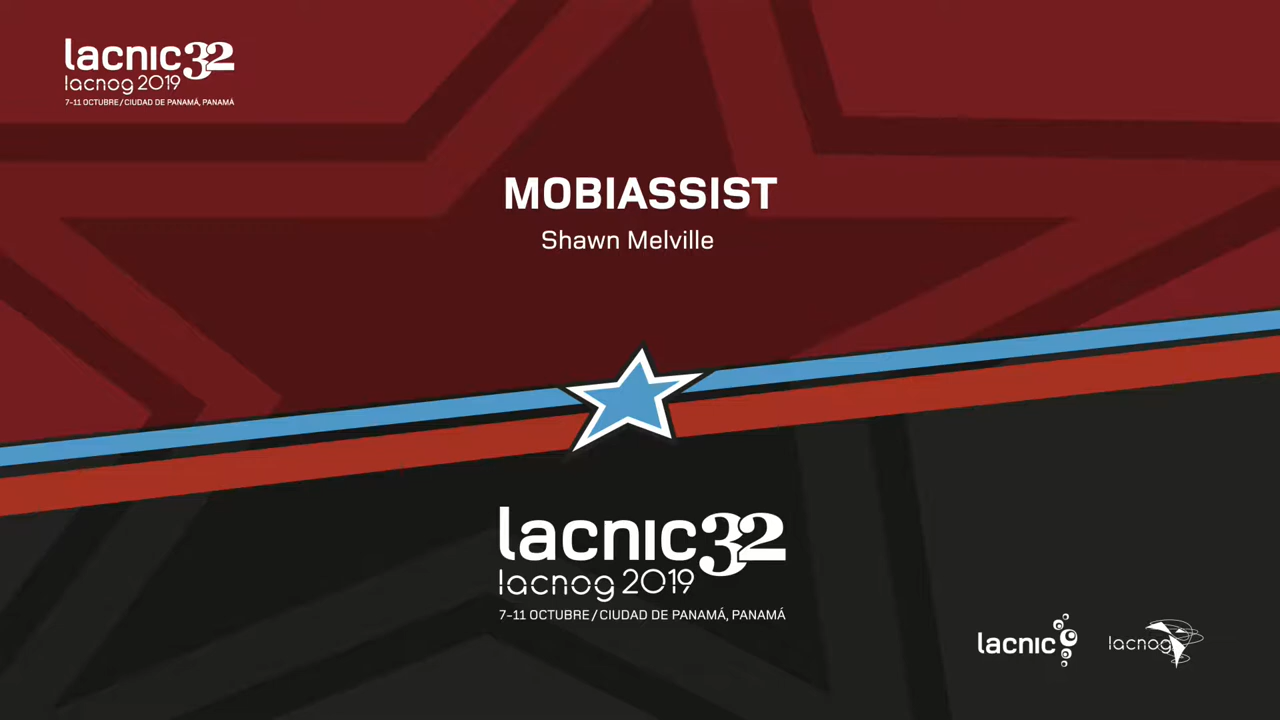 lacnic32
lacnog 2019
7-11 OCTUBRE / CIUDAD DE PANAMÁ, PANAMÁ
MOBIASSIST
Shawn Melville
lacnic32
lacnog 2019
7-11 OCTUBRE / CIUDAD DE PANAMÁ, PANAMÁ
lacnic
lacnog